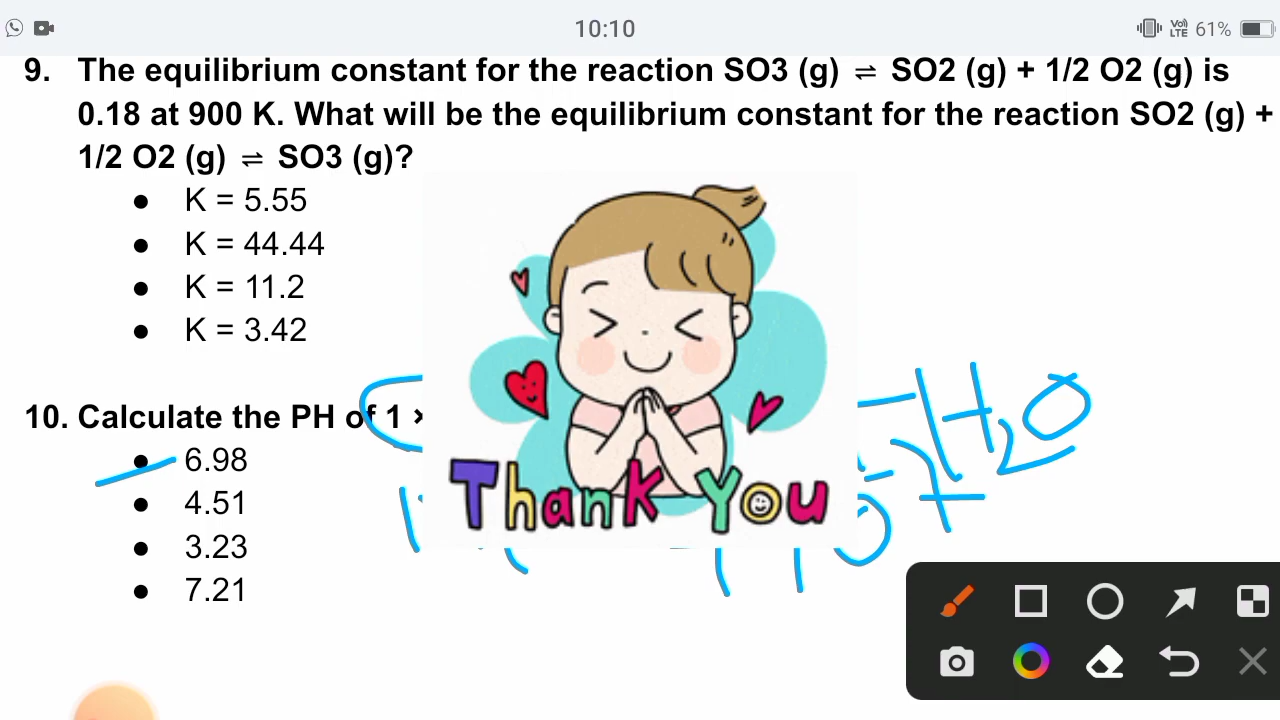 10:10
Vo)
LTE 61%
9. The equilibrium constant for the reaction SO3 (g) ⇌ SO2 (g) + 1/2 O2 (g) is
0.18 at 900 K. What will be the equilibrium constant for the reaction SO2 (g) +
1/2 O2 (g) ⇌ SO3 (g)?
● K = 5.55
● K = 44.44
● K = 11.2
● K = 3.42
10. Calculate the PH of 1
H2O
● 6.98
● 4.51
● 3.23
● 7.21
Thank You